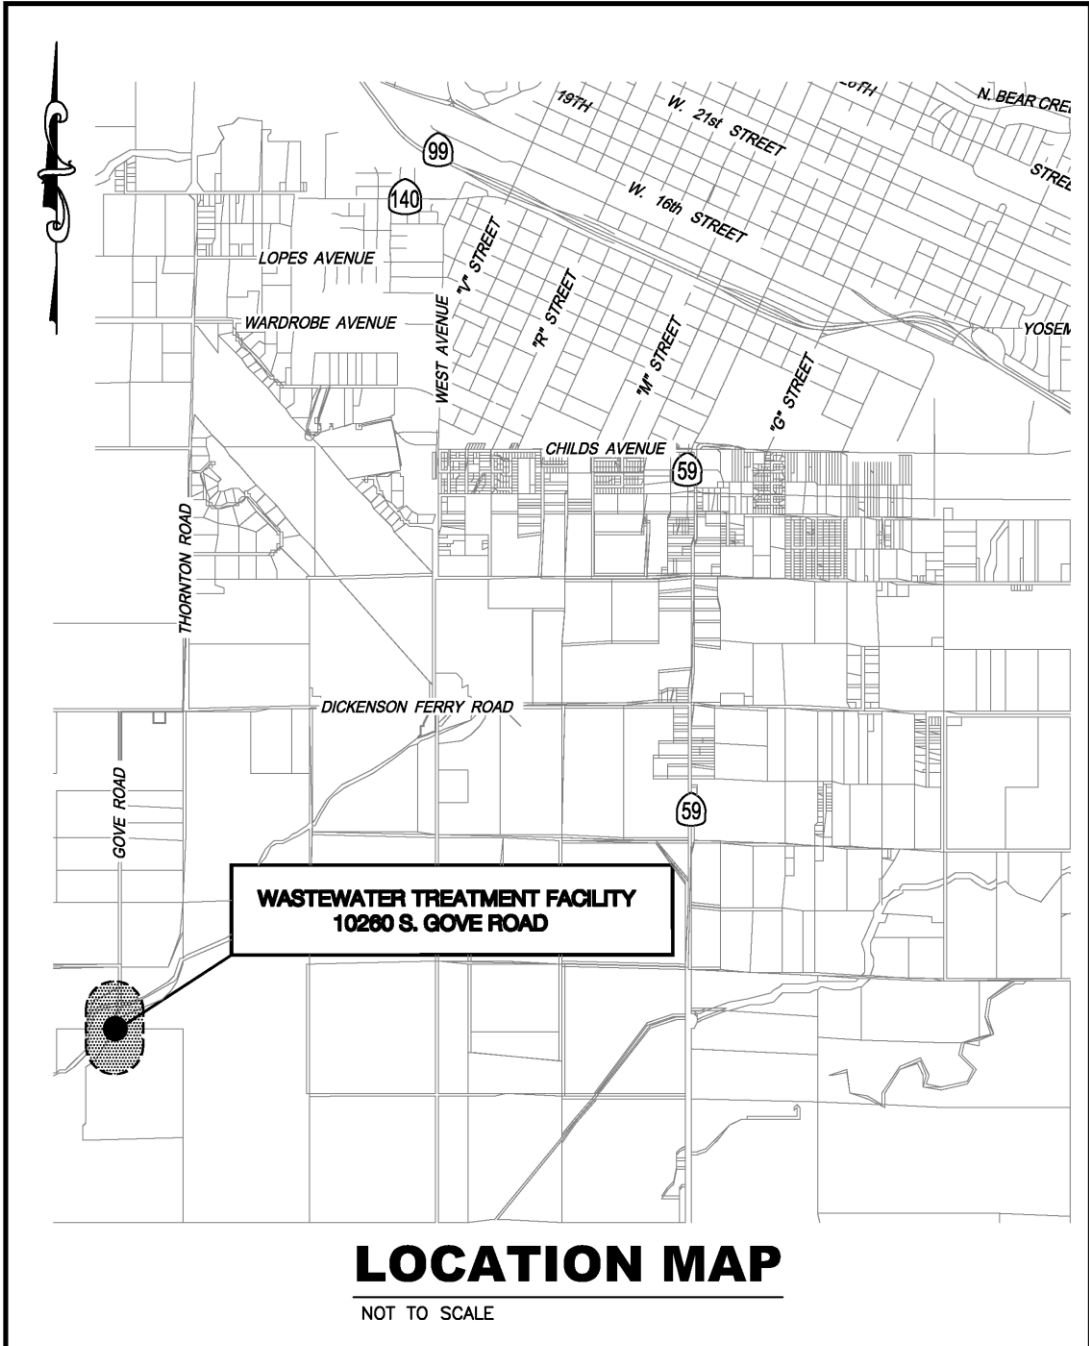 19TH
W. 21st STREET
N. BEAR CRE
STREE
99
140
W. 16th STREET
LOPES AVENUE
"V" STREET
WARDROBE AVENUE
WEST AVENUE
"R" STREET
"M" STREET
"G" STREET
YOSEM
CHILDS AVENUE
59
THORNTON ROAD
DICKENSON FERRY ROAD
GOVE ROAD
59
WASTEWATER TREATMENT FACILITY
10260 S. GOVE ROAD
LOCATION MAP
NOT TO SCALE